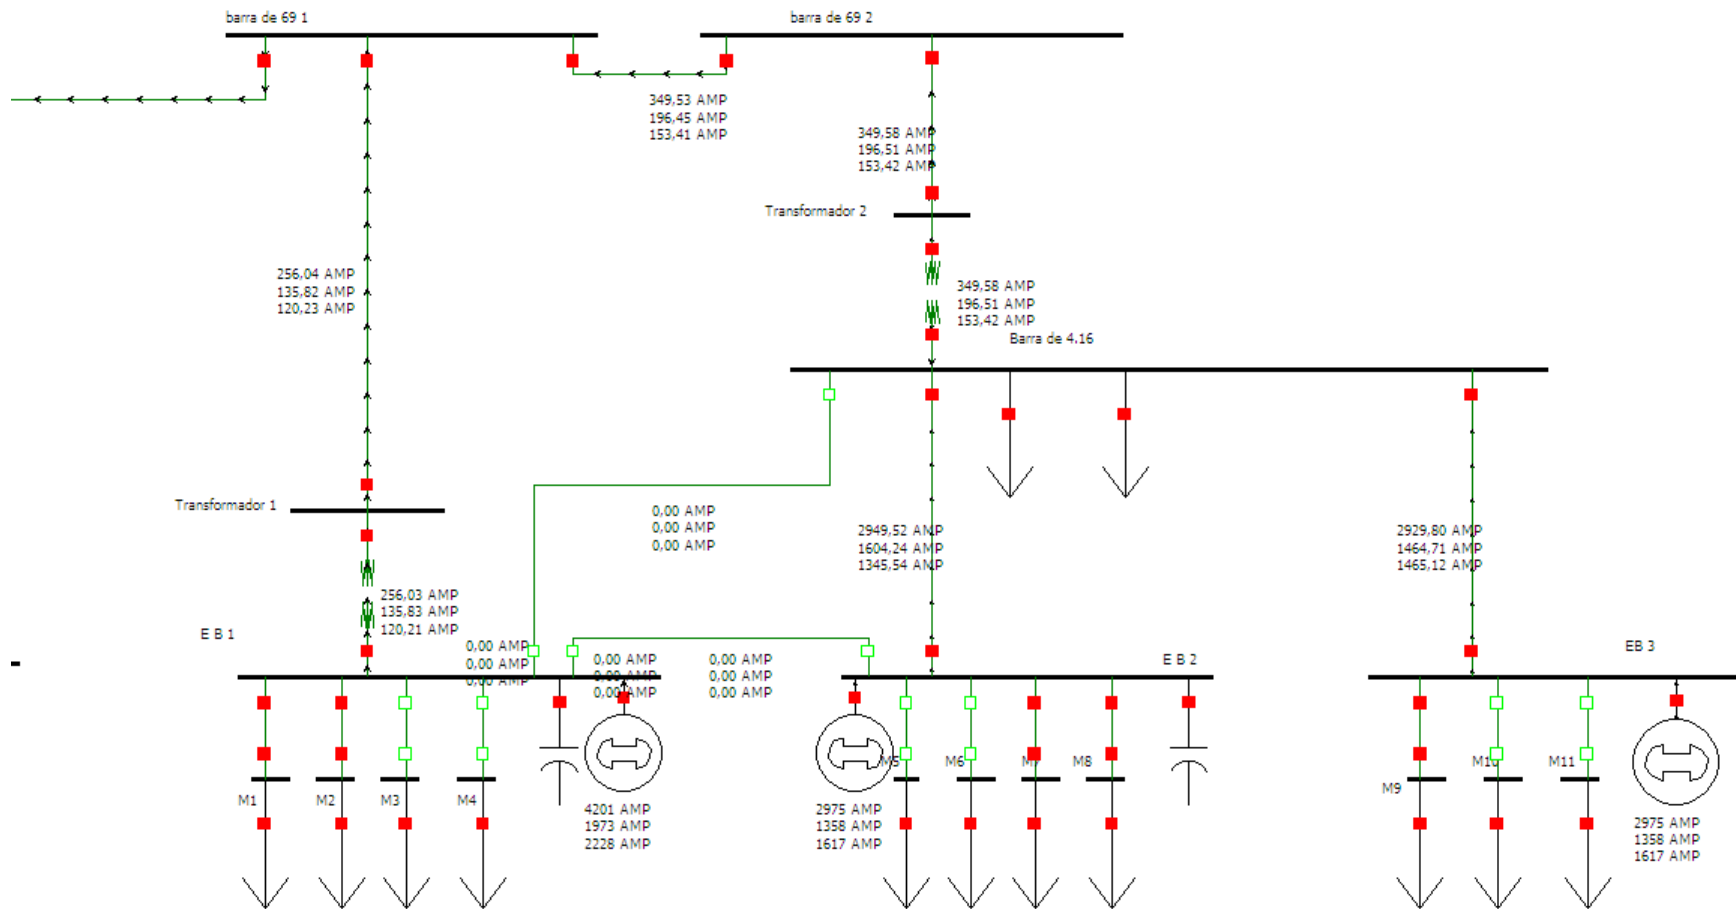 barra de 69 1
barra de 69 2
349,53 AMP
196,45 AMP
153,41 AMP
349,58 AMP
196,51 AMP
153,42 AMP
Transformador 2
256,04 AMP
135,82 AMP
120,23 AMP
349,58 AMP
196,51 AMP
153,42 AMP
Barra de 4.16
Transformador 1
0,00 AMP
0,00 AMP
0,00 AMP
2949,52 AMP
1604,24 AMP
1345,54 AMP
2929,80 AMP
1464,71 AMP
1465,12 AMP
256,03 AMP
135,83 AMP
120,21 AMP
E B 1
0,00 AMP
0,00 AMP
0,00 AMP
0,00 AMP
0,00 AMP
0,00 AMP
0,00 AMP
0,00 AMP
0,00 AMP
E B 2
EB 3
M1
M2
M3
M4
M5
M6
M7
M8
M9
M10
M11
4201 AMP
1973 AMP
2228 AMP
2975 AMP
1358 AMP
1617 AMP
2975 AMP
1358 AMP
1617 AMP